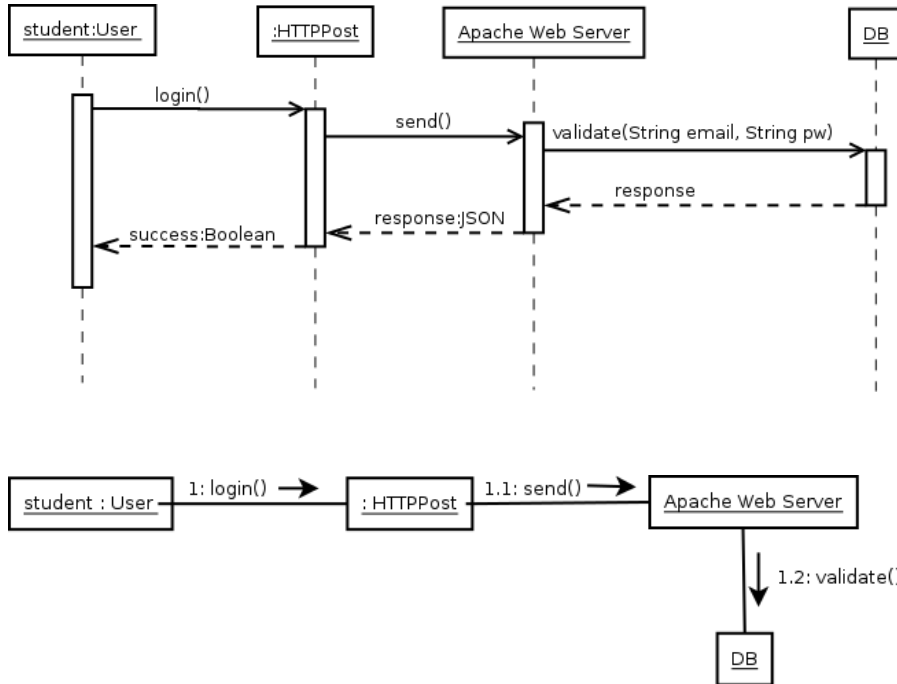 student:User
:HTTPPost
Apache Web Server
DB
login()
send()
validate(String email, String pw)
response
response:JSON
success:Boolean
student : User
1: login()
: HTTPPost
1.1: send()
Apache Web Server
1.2: validate()
DB